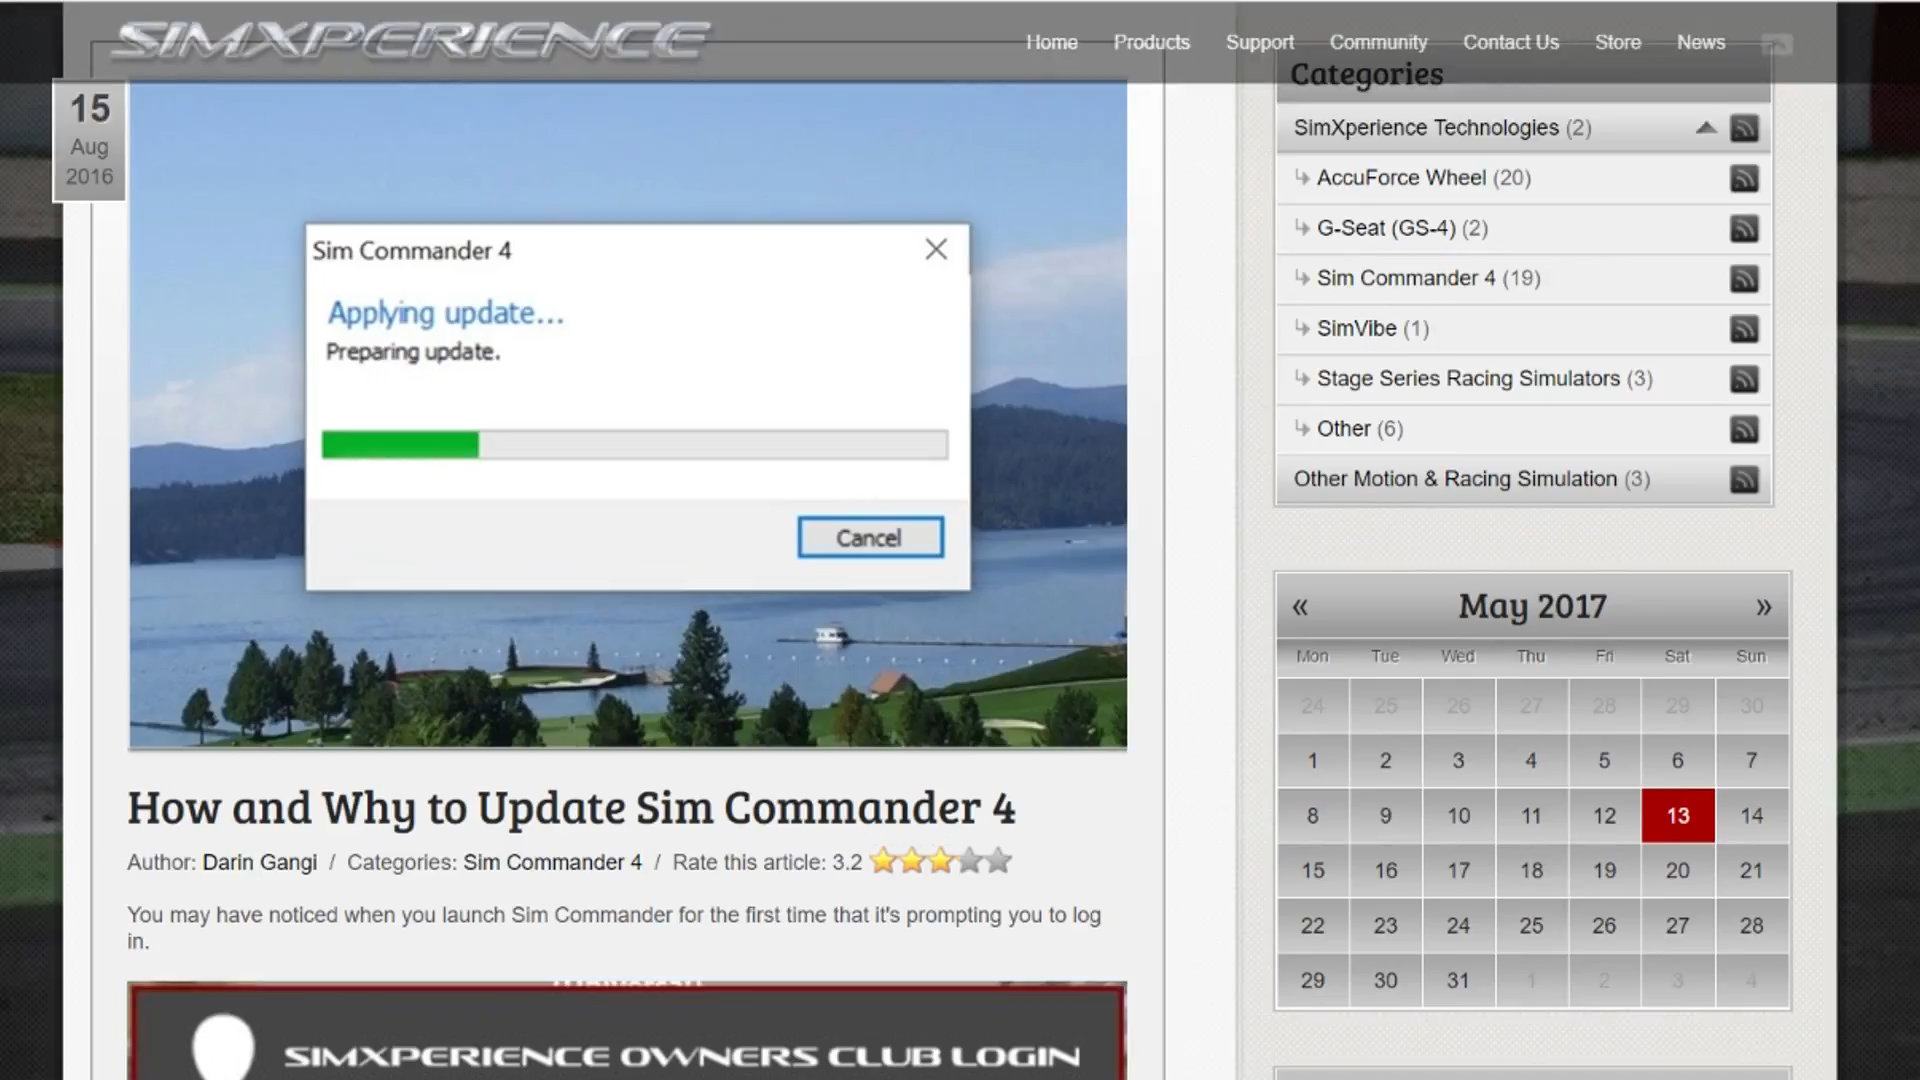 SIMXPERIENCE
Home Products Support Community Contact Us Store News
15
Aug
2016
Sim Commander 4
Applying update...
Preparing update.
Cancel
How and Why to Update Sim Commander 4
Author: Darin Gangi / Categories: Sim Commander 4 / Rate this article: 3.2
You may have noticed when you launch Sim Commander for the first time that it's prompting you to log
in.
SIMXPERIENCE OWNERS CLUB LOGIN
Categories
SimXperience Technologies (2)
AccuForce Wheel (20)
G-Seat (GS-4) (2)
Sim Commander 4 (19)
SimVibe (1)
Stage Series Racing Simulators (3)
Other (6)
Other Motion & Racing Simulation (3)
« May 2017 »
Mon Tue Wed Thu Fri Sat Sun
24 25 26 27 28 29 30
1 2 3 4 5 6 7
8 9 10 11 12 13 14
15 16 17 18 19 20 21
22 23 24 25 26 27 28
29 30 31 1 2 3 4